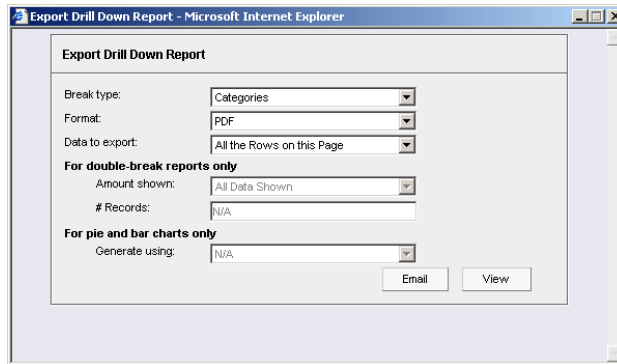 Export Drill Down Report - Microsoft Internet Explorer
Export Drill Down Report
Break type: Categories
Format: PDF
Data to export: All the Rows on this Page
For double-break reports only
Amount shown: All Data Shown
# Records: N/A
For pie and bar charts only
Generate using: N/A
Email View